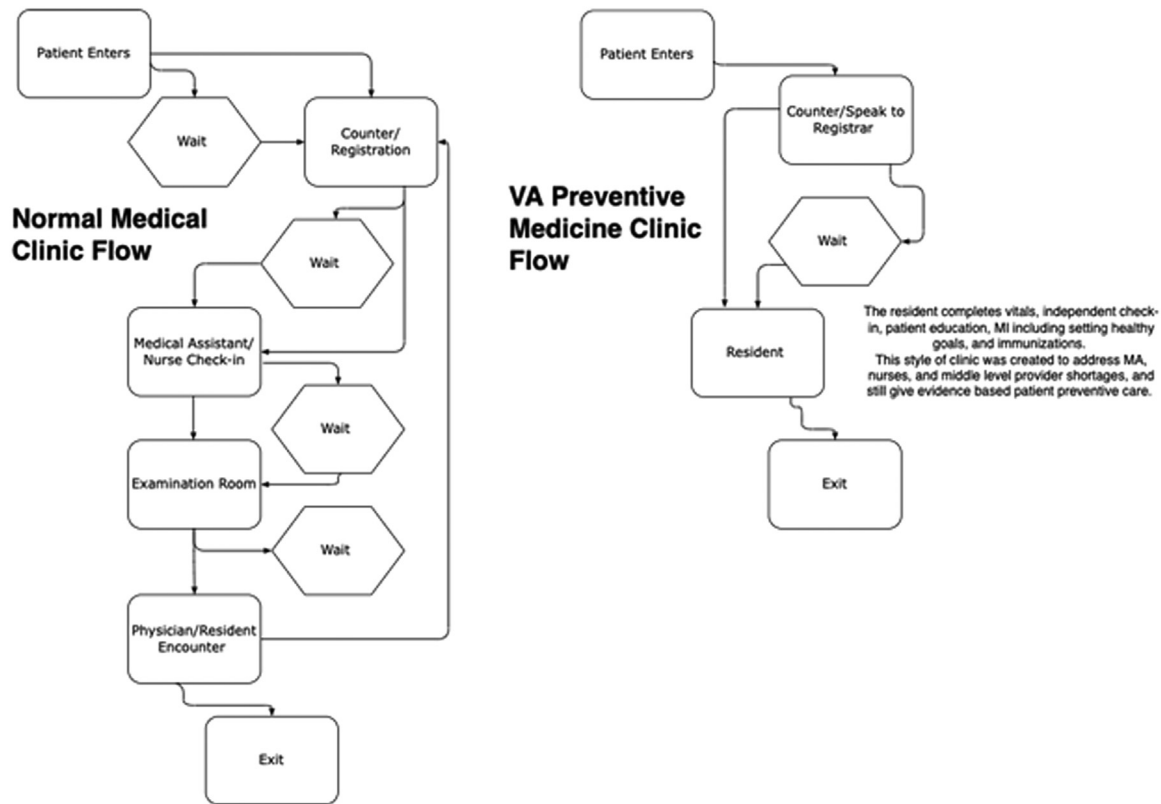 Patient Enters
Wait
Counter/
Registration
Normal Medical
Clinic Flow
Wait
Medical Assistant/
Nurse Check-in
Wait
Examination Room
Wait
Physician/Resident
Encounter
Exit
Patient Enters
Counter/Speak to
Registrar
VA Preventive
Medicine Clinic
Flow
Wait
Resident
The resident completes vitals, independent check-
in, patient education, MI including setting healthy
goals, and immunizations.
This style of clinic was created to address MA,
nurses, and middle level provider shortages, and
still give evidence based patient preventive care.
Exit